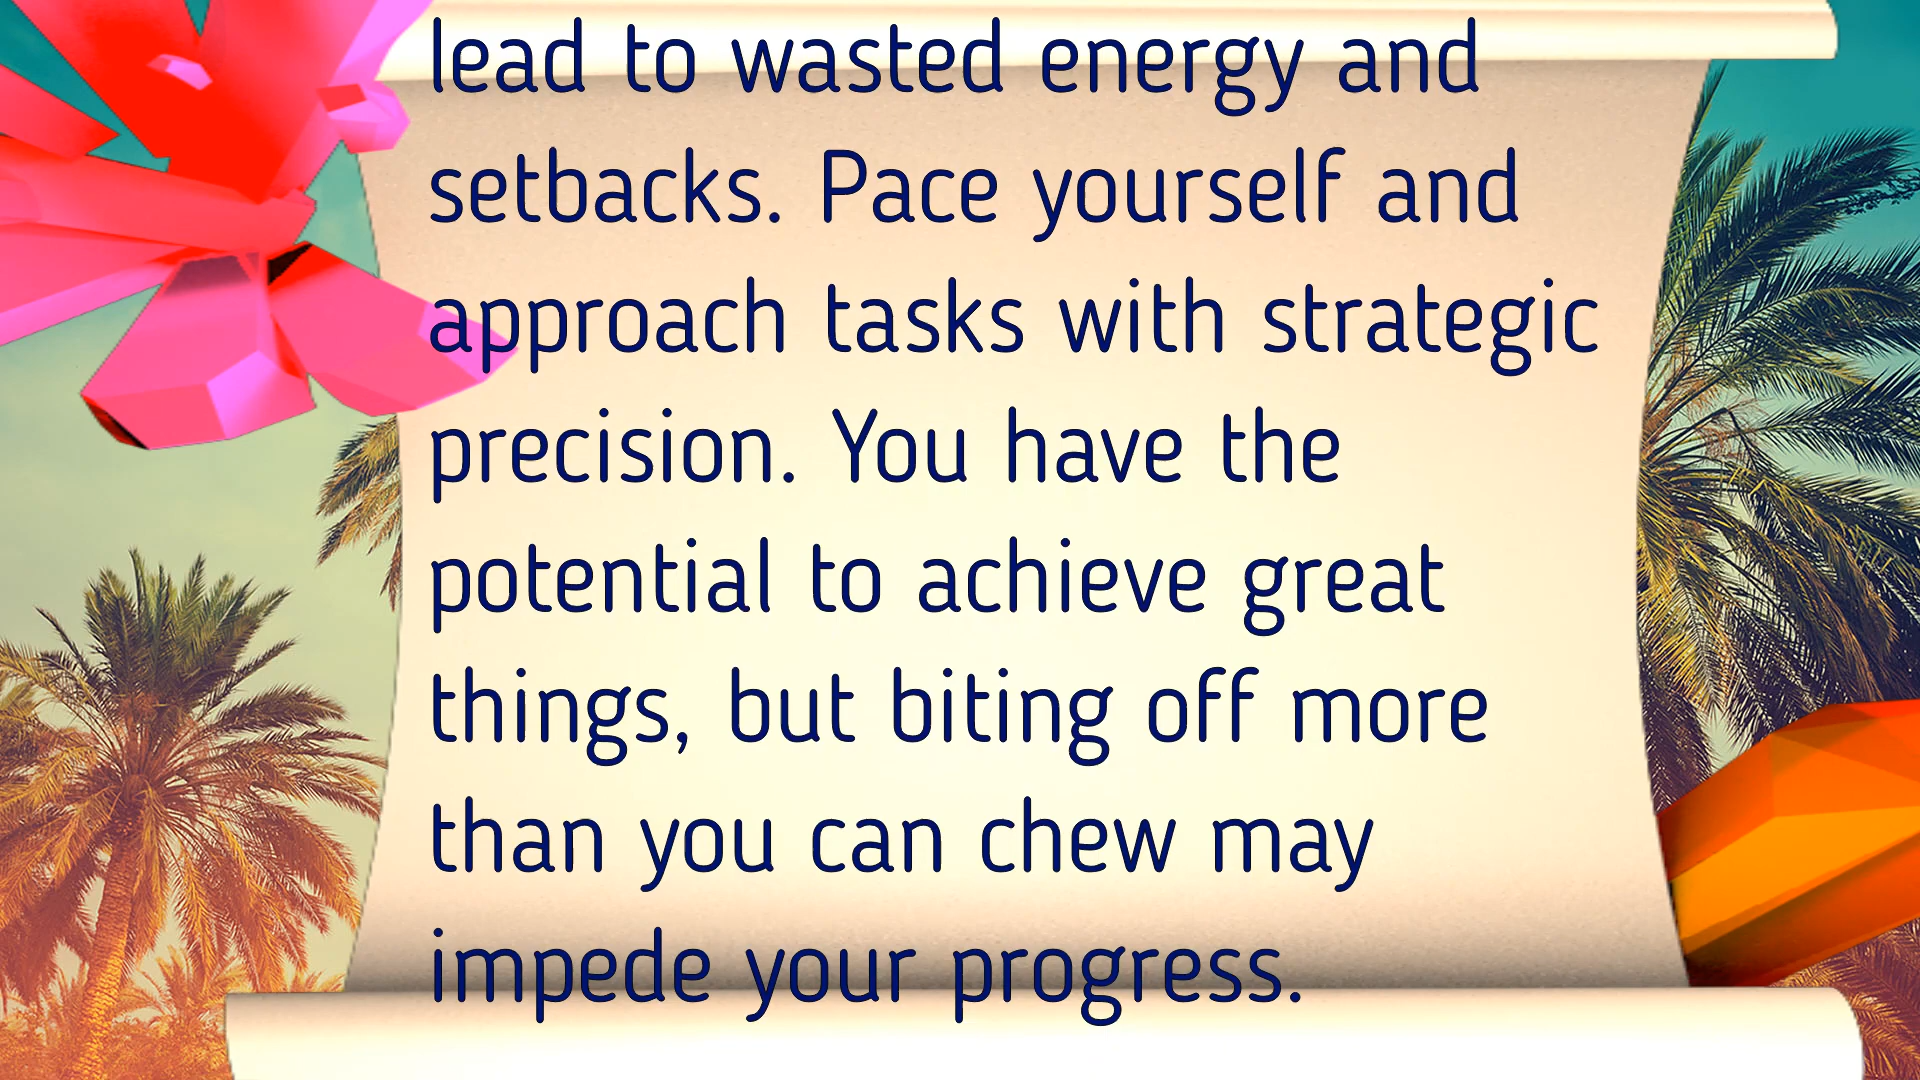 lead to wasted energy and
setbacks. Pace yourself and
approach tasks with strategic
precision. You have the
potential to achieve great
things, but biting off more
than you can chew may
impede your progress.